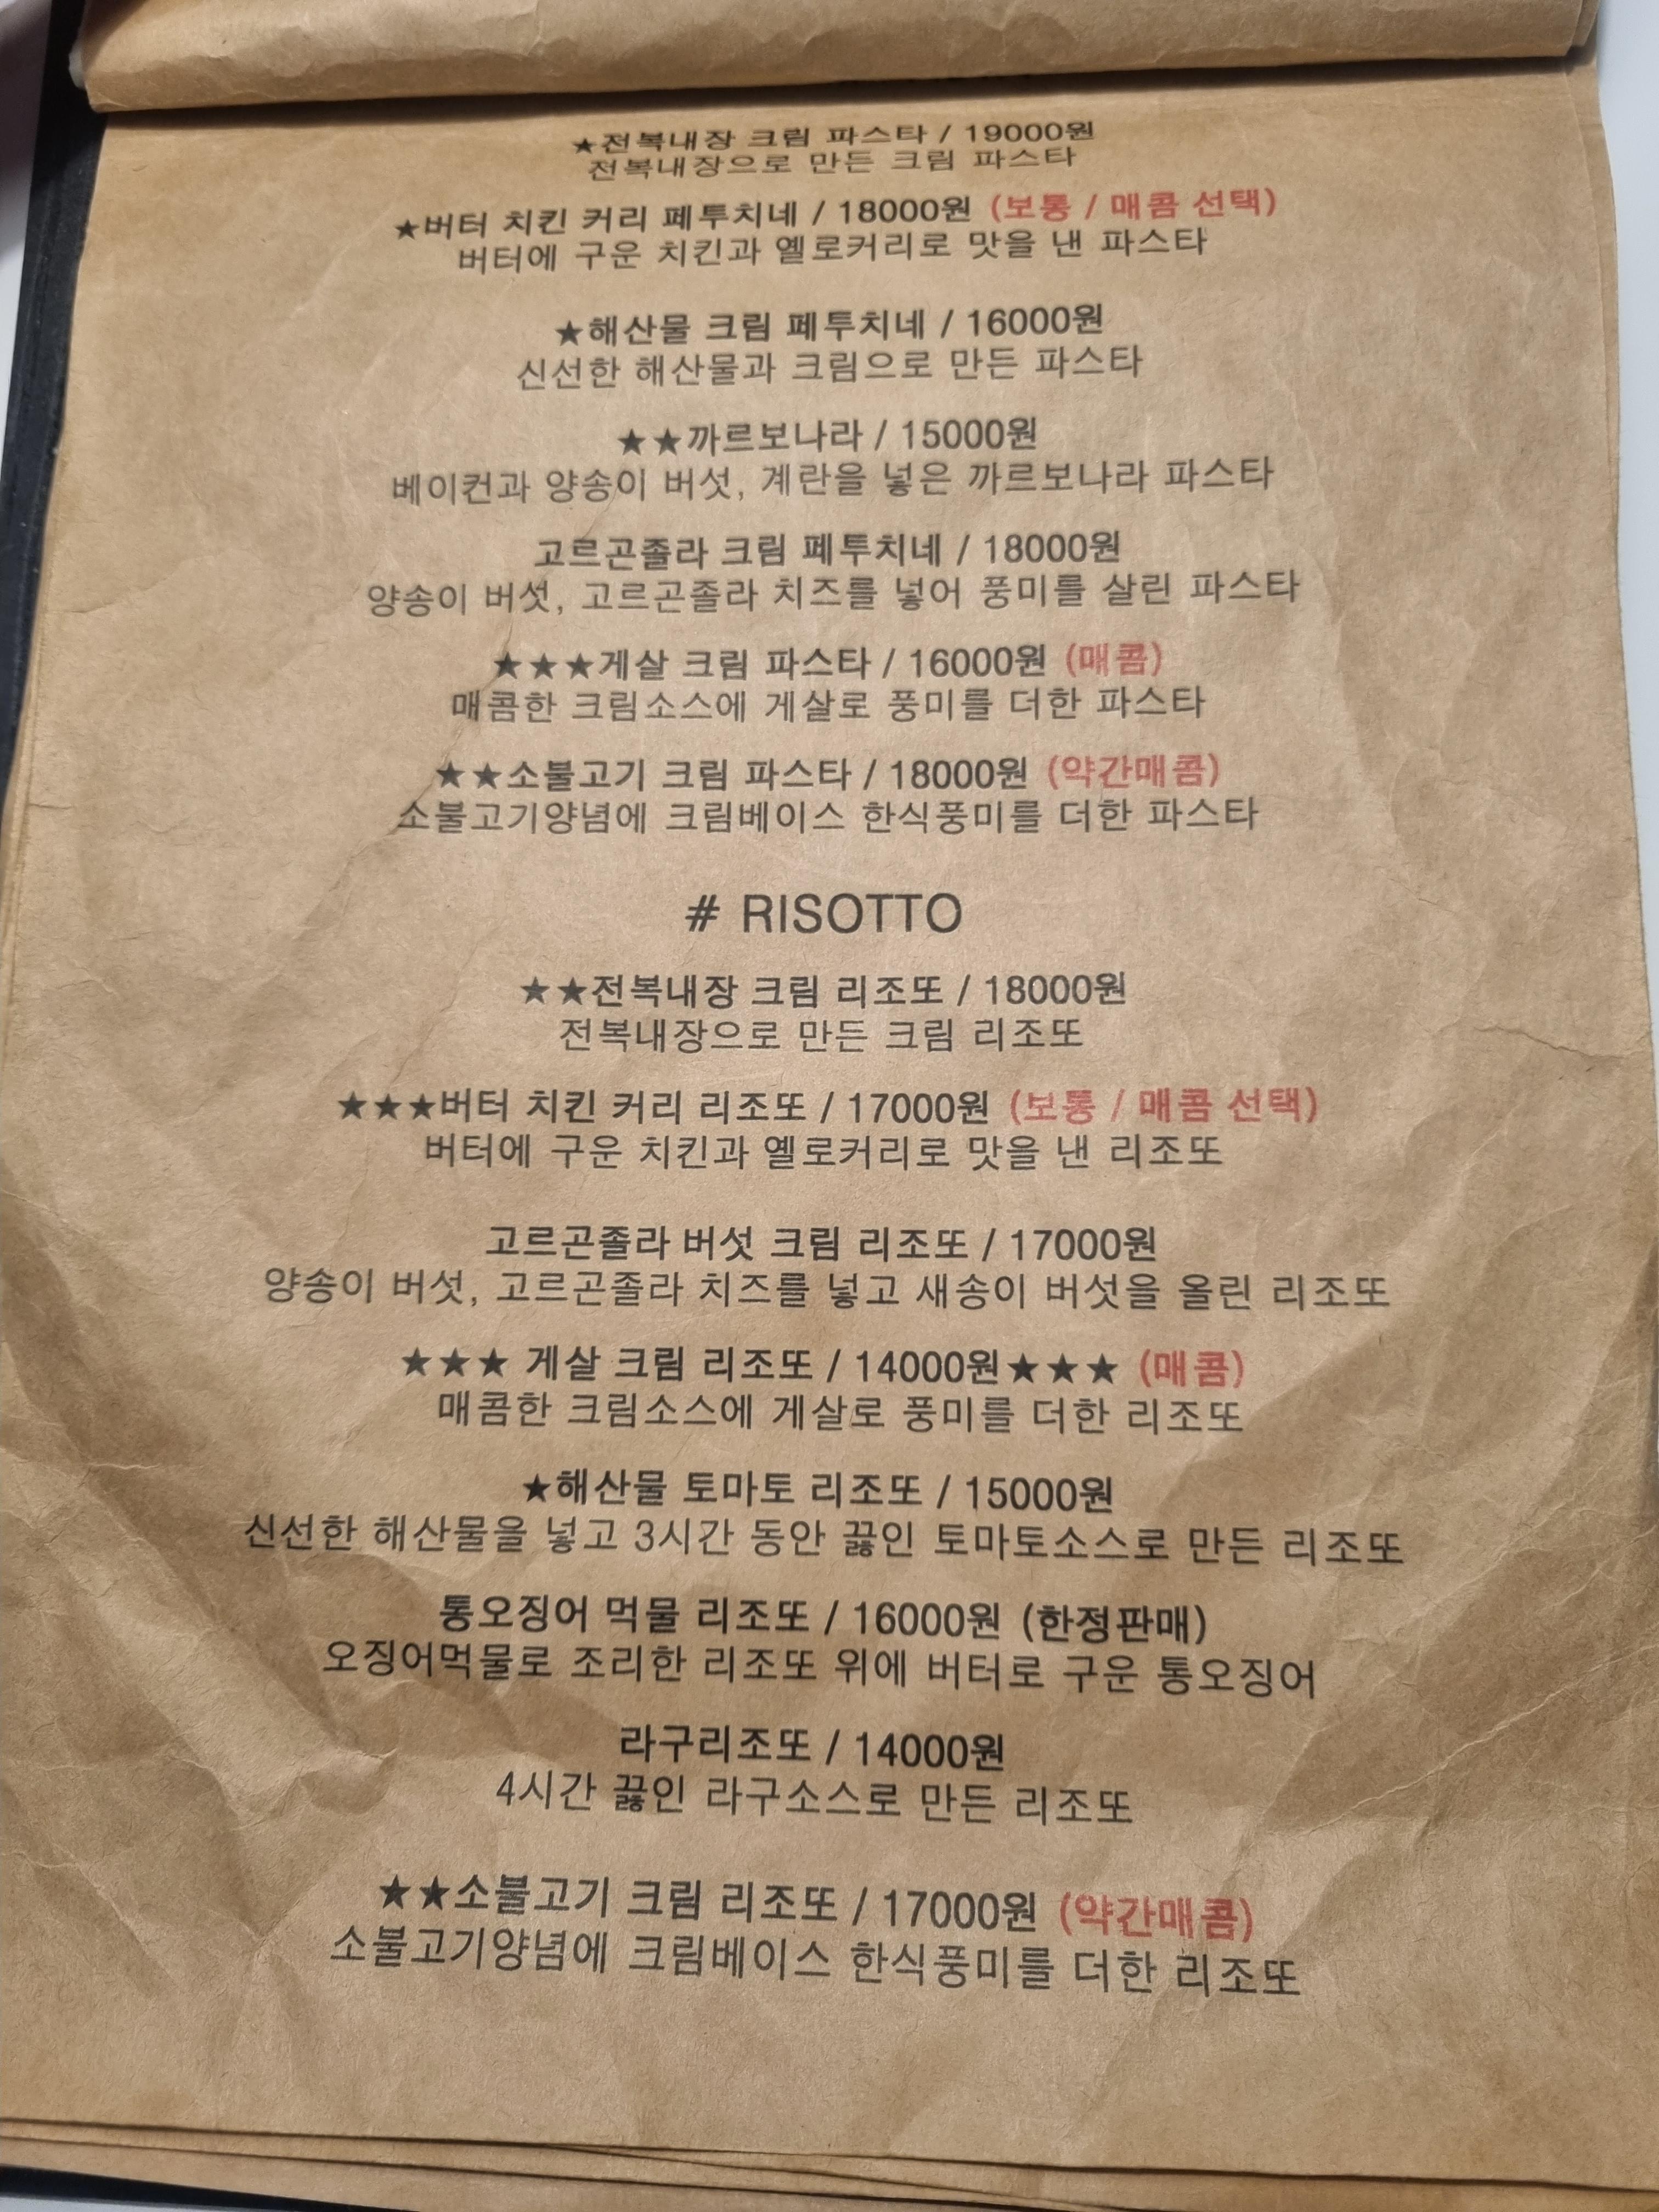 ★전복내장 크림 파스타 / 19000원
전복내장으로 만든 크림 파스타
★버터 치킨 커리 페투치네 / 18000원 (보통 / 매콤 선택)
버터에 구운 치킨과 옐로커리로 맛을 낸 파스타
★해산물 크림 페투치네 / 16000원
신선한 해산물과 크림으로 만든 파스타
★★까르보나라 / 15000원
베이컨과 양송이 버섯, 계란을 넣은 까르보나라 파스타
고르곤졸라 크림 페투치네 / 18000원
양송이 버섯, 고르곤졸라 치즈를 넣어 풍미를 살린 파스타
★★★게살 크림 파스타 / 16000원 (매콤)
매콤한 크림소스에 게살로 풍미를 더한 파스타
★★소불고기 크림 파스타 / 18000원 (약간매콤)
소불고기양념에 크림베이스 한식풍미를 더한 파스타
# RISOTTO
★★전복내장 크림 리조또 / 18000원
전복내장으로 만든 크림 리조또
★★★버터 치킨 커리 리조또 / 17000원 (보통 / 매콤 선택)
버터에 구운 치킨과 옐로커리로 맛을 낸 리조또
고르곤졸라 버섯 크림 리조또 / 17000원
양송이 버섯, 고르곤졸라 치즈를 넣고 새송이 버섯을 올린 리조또
★★★ 게살 크림 리조또 / 14000원★★★ (매콤)
매콤한 크림소스에 게살로 풍미를 더한 리조또
★해산물 토마토 리조또 / 15000원
신선한 해산물을 넣고 3시간 동안 끓인 토마토소스로 만든 리조또
통오징어 먹물 리조또 / 16000원 (한정판매)
오징어먹물로 조리한 리조또 위에 버터로 구운 통오징어
라구리조또 / 14000원
4시간 끓인 라구소스로 만든 리조또
★★소불고기 크림 리조또 / 17000원 (약간매콤)
소불고기양념에 크림베이스 한식풍미를 더한 리조또